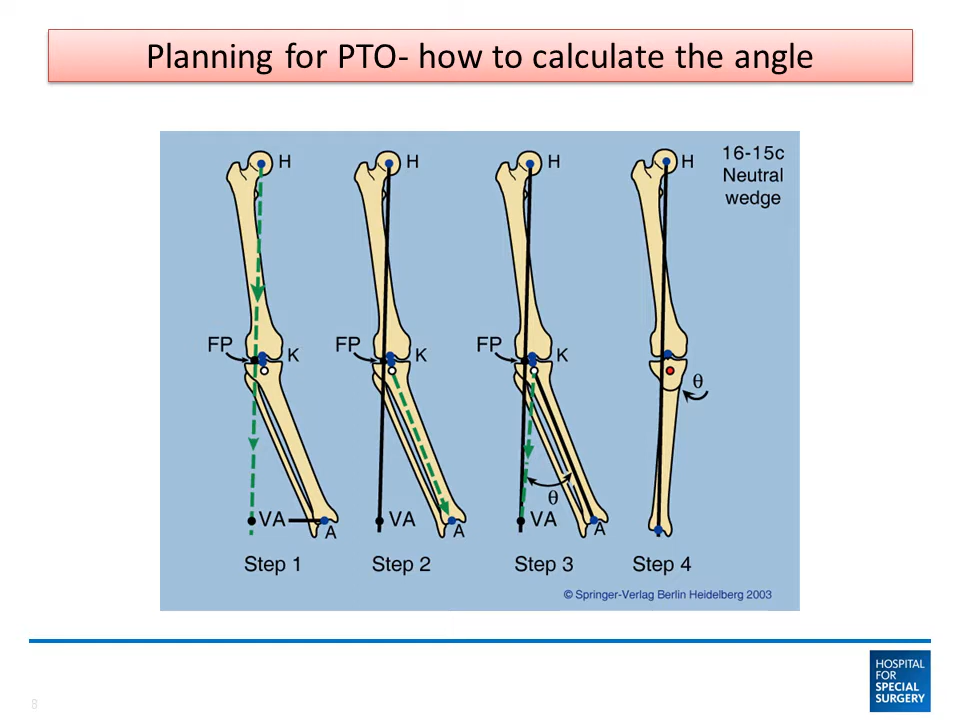 Planning for PTO- how to calculate the angle
16-15c
Neutral
wedge
H
H
H
H
FP
K
FP
K
FP
K
θ
θ
VA
A
VA
A
VA
A
Step 1
Step 2
Step 3
Step 4
© Springer-Verlag Berlin Heidelberg 2003
HOSPITAL
FOR
SPECIAL
SURGERY
8